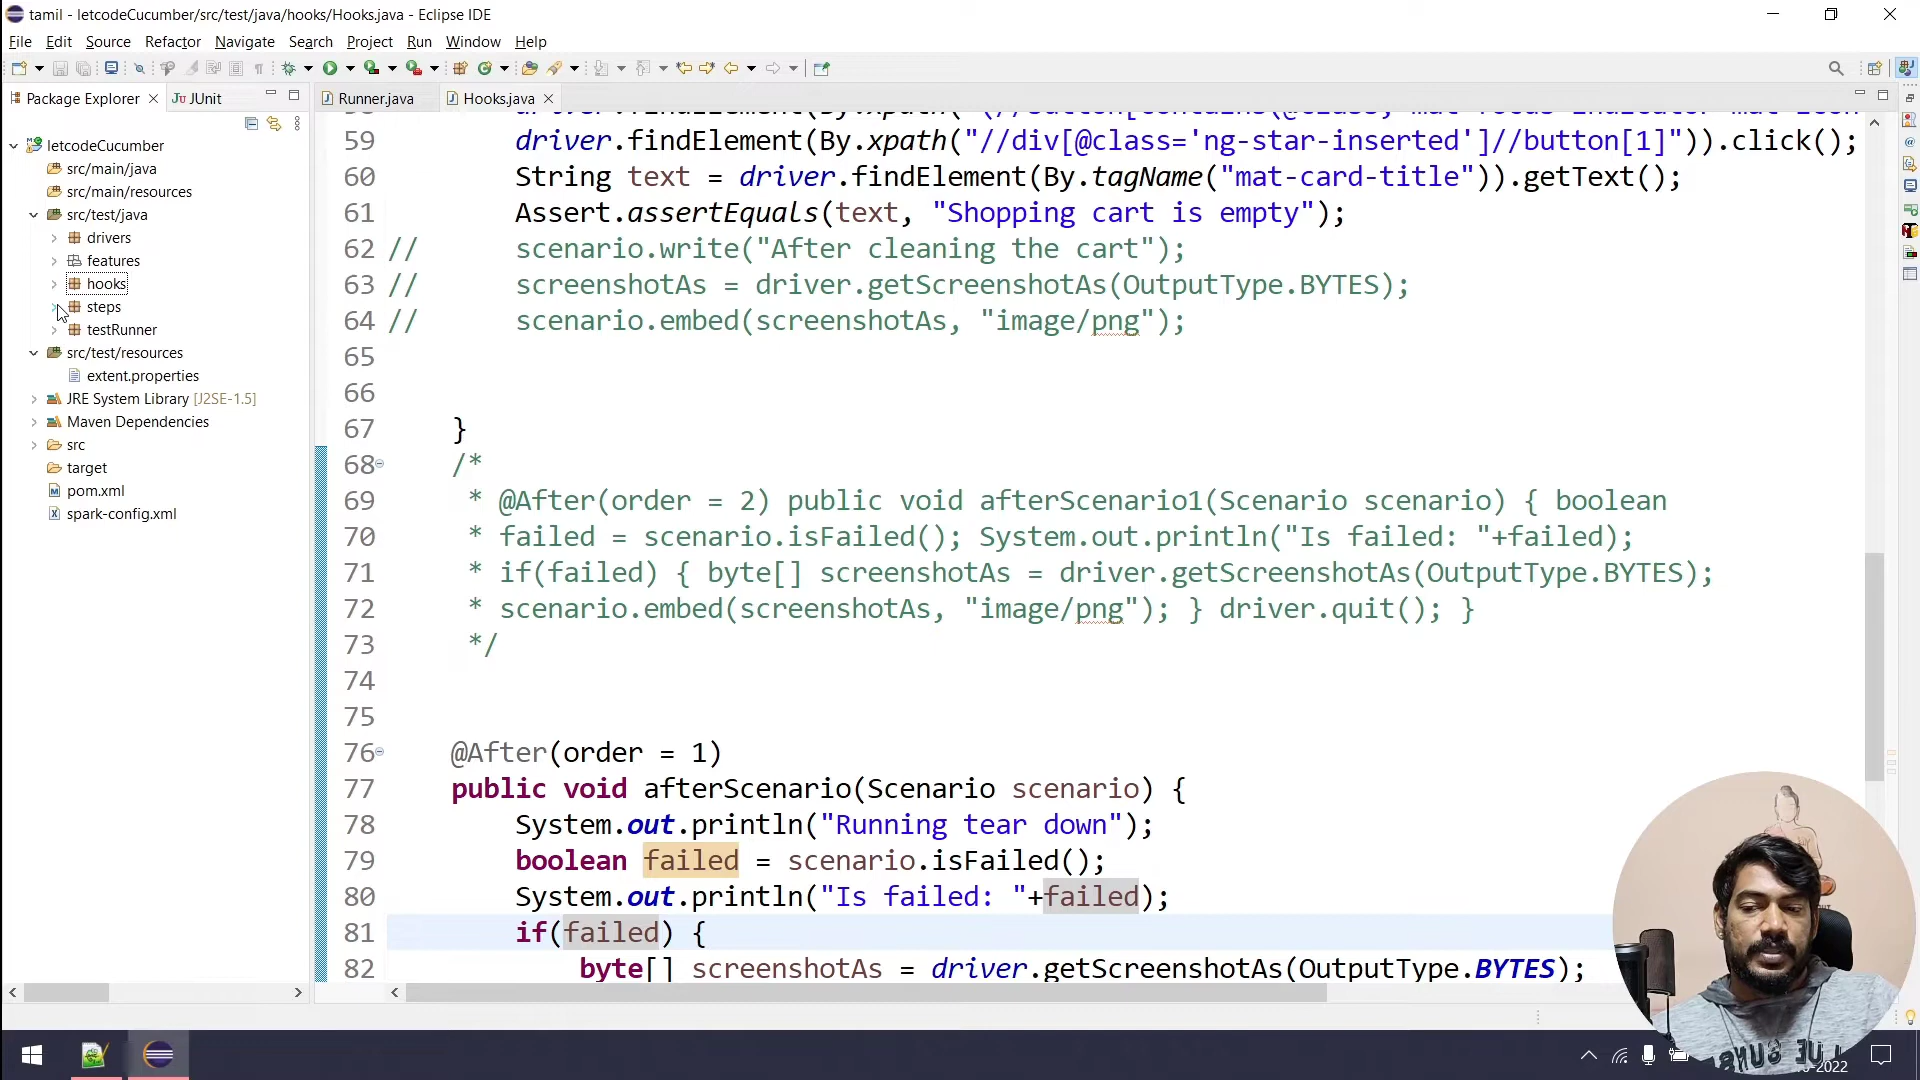 tamil - letcodeCucumber/src/test/java/hooks/Hooks.java - Eclipse IDE
File Edit Source Refactor Navigate Search Project Run Window Help
Package Explorer JUnit
Runner.java Hooks.java
letcodeCucumber
src/main/java
src/main/resources
src/test/java
drivers
features
hooks
steps
testRunner
src/test/resources
extent.properties
JRE System Library [J2SE-1.5]
Maven Dependencies
src
target
pom.xml
spark-config.xml
59 driver.findElement(By.xpath("//div[@class='ng-star-inserted']//button[1]")).click();
60 String text = driver.findElement(By.tagName("mat-card-title")).getText();
61 Assert.assertEquals(text, "Shopping cart is empty");
62 // scenario.write("After cleaning the cart");
63 // screenshotAs = driver.getScreenshotAs(OutputType.BYTES);
64 // scenario.embed(screenshotAs, "image/png");
65
66
67 }
68 /*
69 * @After(order = 2) public void afterScenario1(Scenario scenario) { boolean
70 * failed = scenario.isFailed(); System.out.println("Is failed: "+failed);
71 * if(failed) { byte[] screenshotAs = driver.getScreenshotAs(OutputType.BYTES);
72 * scenario.embed(screenshotAs, "image/png"); } driver.quit(); }
73 */
74
75
76 @After(order = 1)
77 public void afterScenario(Scenario scenario) {
78 System.out.println("Running tear down");
79 boolean failed = scenario.isFailed();
80 System.out.println("Is failed: "+failed);
81 if(failed) {
82 byte[] screenshotAs = driver.getScreenshotAs(OutputType.BYTES);